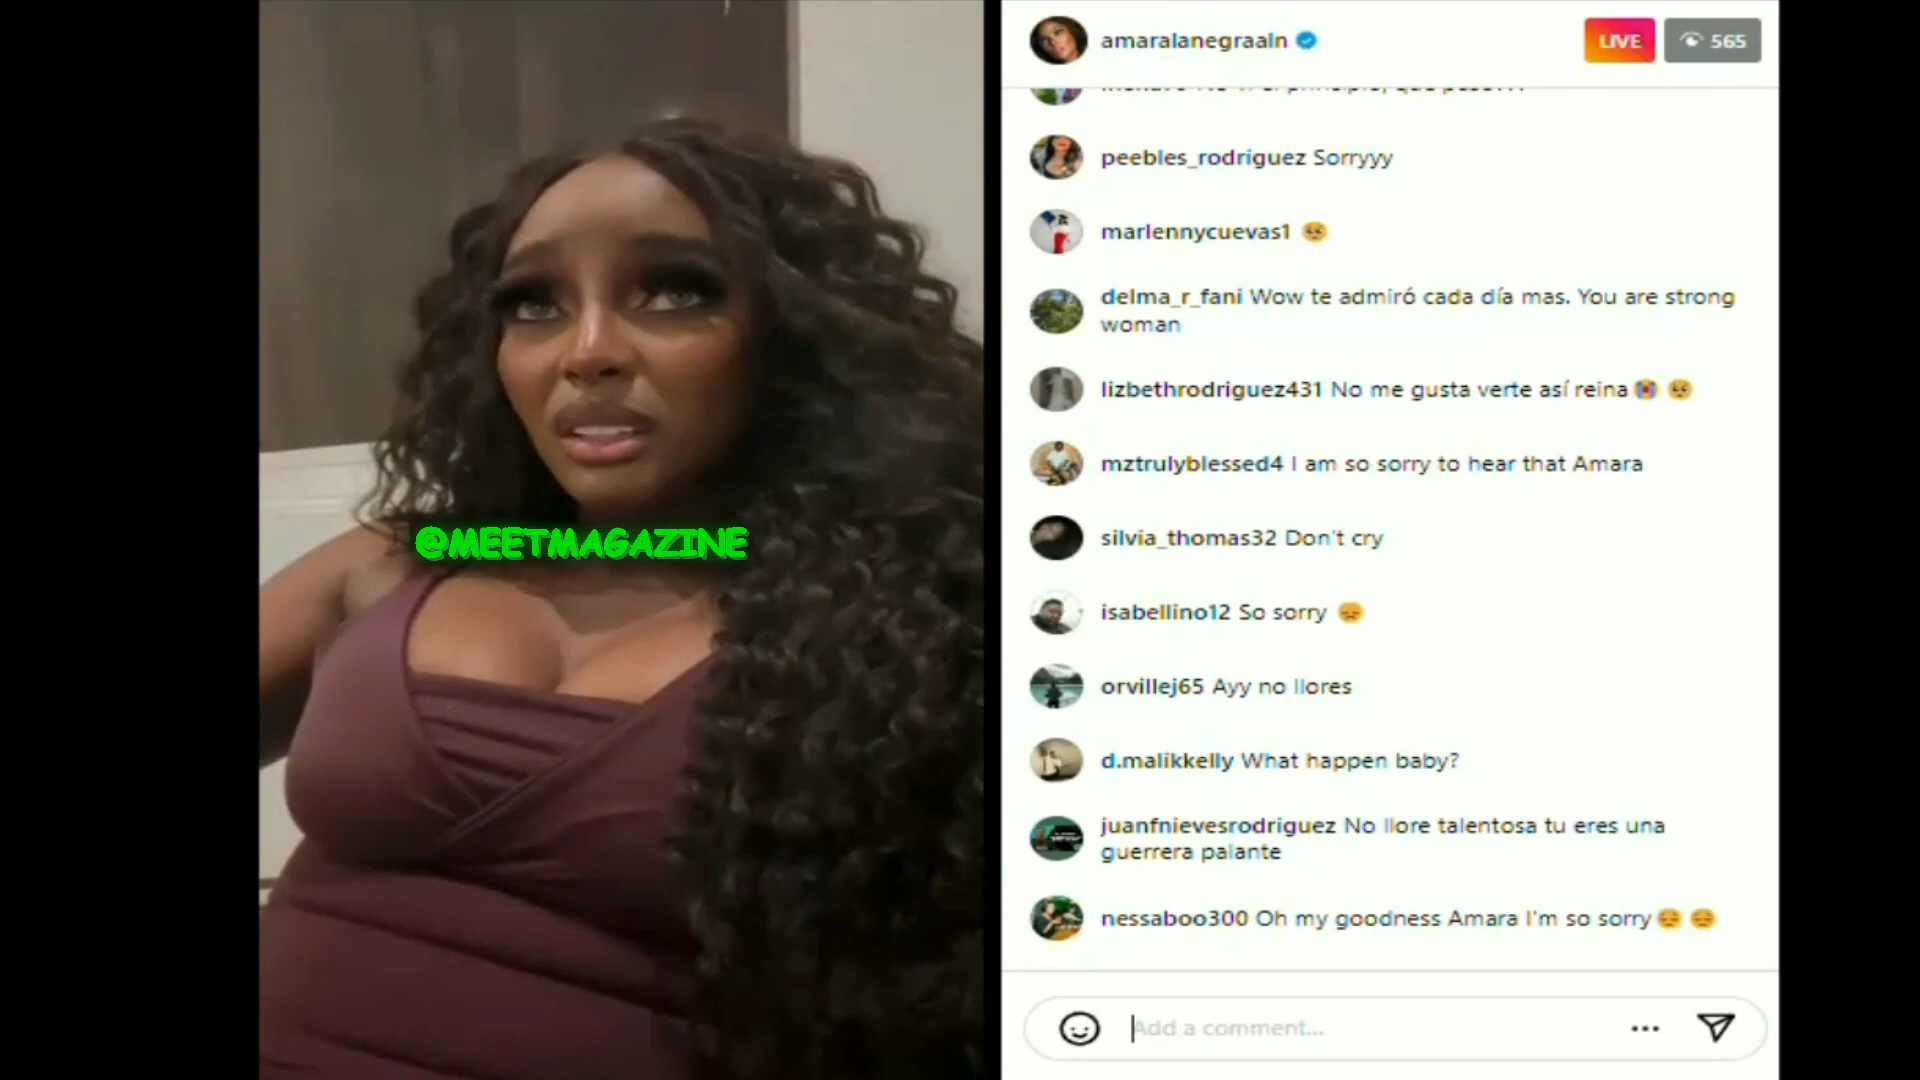 amaralanegraaln
LIVE
565
peebles_rodriguez Sorryyy
marlennycuevas1 🥺
delma_r_fani Wow te admiró cada día mas. You are strong
woman
lizbethrodriguez431 No me gusta verte así reina😭 🥺
mztrulyblessed4 I am so sorry to hear that Amara
@MEETMAGAZINE
silvia_thomas32 Don't cry
isabellino12 So sorry 😞
orvillej65 Ayy no llores
d.malikkelly What happen baby?
juanfnievesrodriguez No llore talentosa tu eres una
guerrera palante
nessaboo300 Oh my goodness Amara I'm so sorry😔 😔
Add a comment...